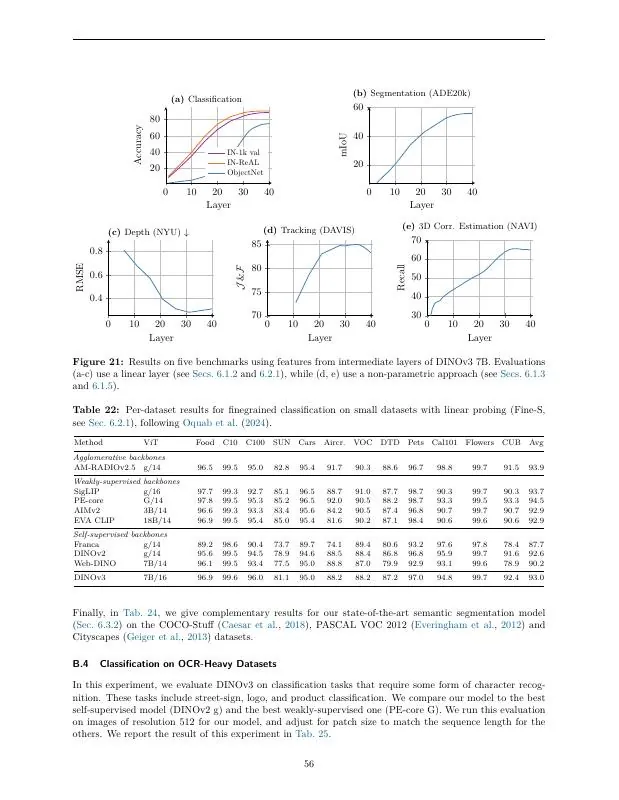 (a) Classification
Accuracy
80
60
40
20
IN-1k val
IN-ReAL
ObjectNet
0 10 20 30 40
Layer
(b) Segmentation (ADE20k)
mIoU
60
40
20
0 10 20 30 40
Layer
(c) Depth (NYU) ↓
RMSE
0.8
0.6
0.4
0 10 20 30 40
Layer
(d) Tracking (DAVIS)
J&F
85
80
75
70
0 10 20 30 40
Layer
(e) 3D Corr. Estimation (NAVI)
Recall
70
60
50
40
30
0 10 20 30 40
Layer
Figure 21: Results on five benchmarks using features from intermediate layers of DINOv3 7B. Evaluations
(a-c) use a linear layer (see Secs. 6.1.2 and 6.2.1), while (d, e) use a non-parametric approach (see Secs. 6.1.3
and 6.1.5).
Table 22: Per-dataset results for finegrained classification on small datasets with linear probing (Fine-S,
see Sec. 6.2.1), following Oquab et al. (2024).
Method ViT Food C10 C100 SUN Cars Aircr. VOC DTD Pets Cal101 Flowers CUB Avg
Agglomerative backbones
AM-RADIOv2.5 g/14 96.5 99.5 95.0 82.8 95.4 91.7 90.3 88.6 96.7 98.8 99.7 91.5 93.9
Weakly-supervised backbones
SigLIP g/16 97.7 99.3 92.7 85.1 96.5 88.7 91.0 87.7 98.7 90.3 99.7 90.3 93.7
PE-core G/14 97.8 99.5 95.3 85.2 96.5 92.0 90.5 88.2 98.7 93.3 99.5 93.3 94.5
AIMv2 3B/14 96.6 99.3 93.3 83.4 95.6 84.2 90.5 87.4 96.8 90.7 99.7 90.7 92.9
EVA CLIP 18B/14 96.9 99.5 95.4 85.0 95.4 81.6 90.2 87.1 98.4 90.6 99.6 90.6 92.9
Self-supervised backbones
Franca g/14 89.2 98.6 90.4 73.7 89.7 74.1 89.4 80.6 93.2 97.6 97.8 78.4 87.7
DINOv2 g/14 95.6 99.5 94.5 78.9 94.6 88.5 88.4 86.8 96.8 95.9 99.7 91.6 92.6
Web-DINO 7B/14 96.1 99.5 93.4 77.5 95.0 88.8 87.0 79.9 92.9 93.1 99.6 78.9 90.2
DINOv3 7B/16 96.9 99.6 96.0 81.1 95.0 88.2 88.2 87.2 97.0 94.8 99.7 92.4 93.0
Finally, in Tab. 24, we give complementary results for our state-of-the-art semantic segmentation model
(Sec. 6.3.2) on the COCO-Stuff (Caesar et al., 2018), PASCAL VOC 2012 (Everingham et al., 2012) and
Cityscapes (Geiger et al., 2013) datasets.
B.4 Classification on OCR-Heavy Datasets
In this experiment, we evaluate DINOv3 on classification tasks that require some form of character recog-
nition. These tasks include street-sign, logo, and product classification. We compare our model to the best
self-supervised model (DINOv2 g) and the best weakly-supervised one (PE-core G). We run this evaluation
on images of resolution 512 for our model, and adjust for patch size to match the sequence length for the
others. We report the result of this experiment in Tab. 25.
56